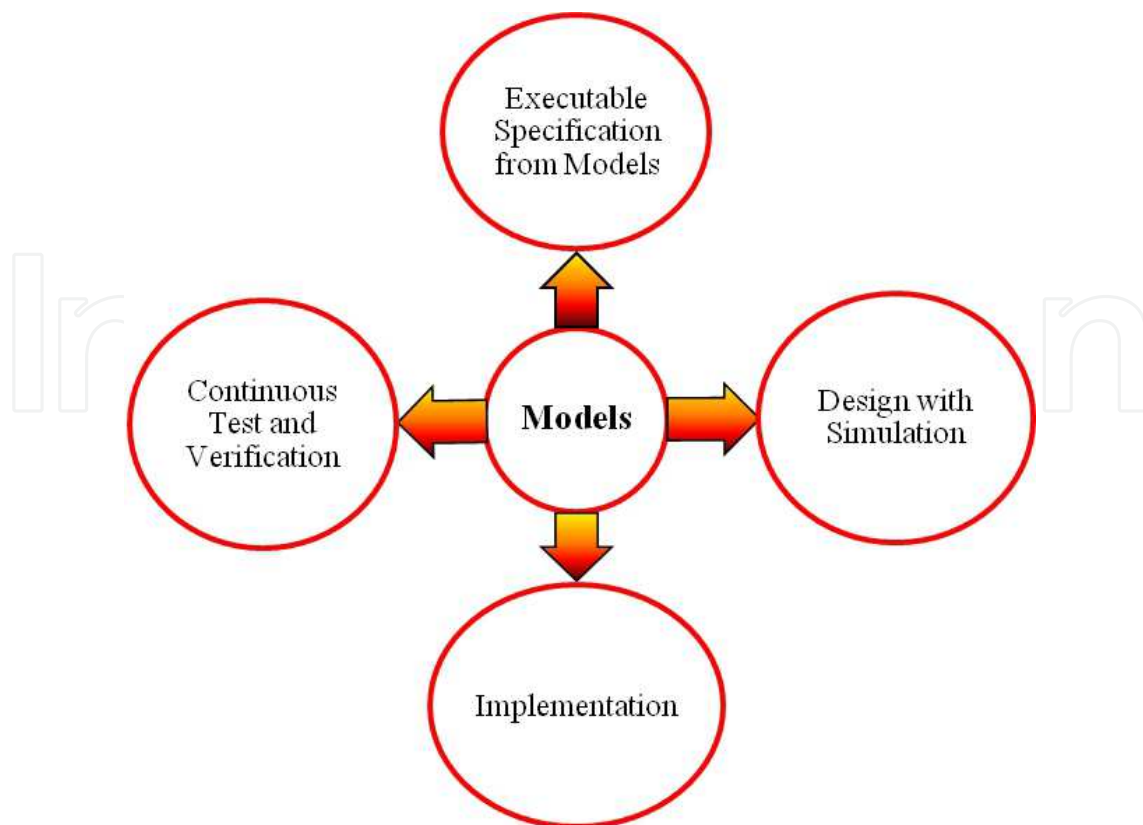 Executable
Specification
from Models
Continuous
Test and
Verification
Models
Design with
Simulation
Implementation